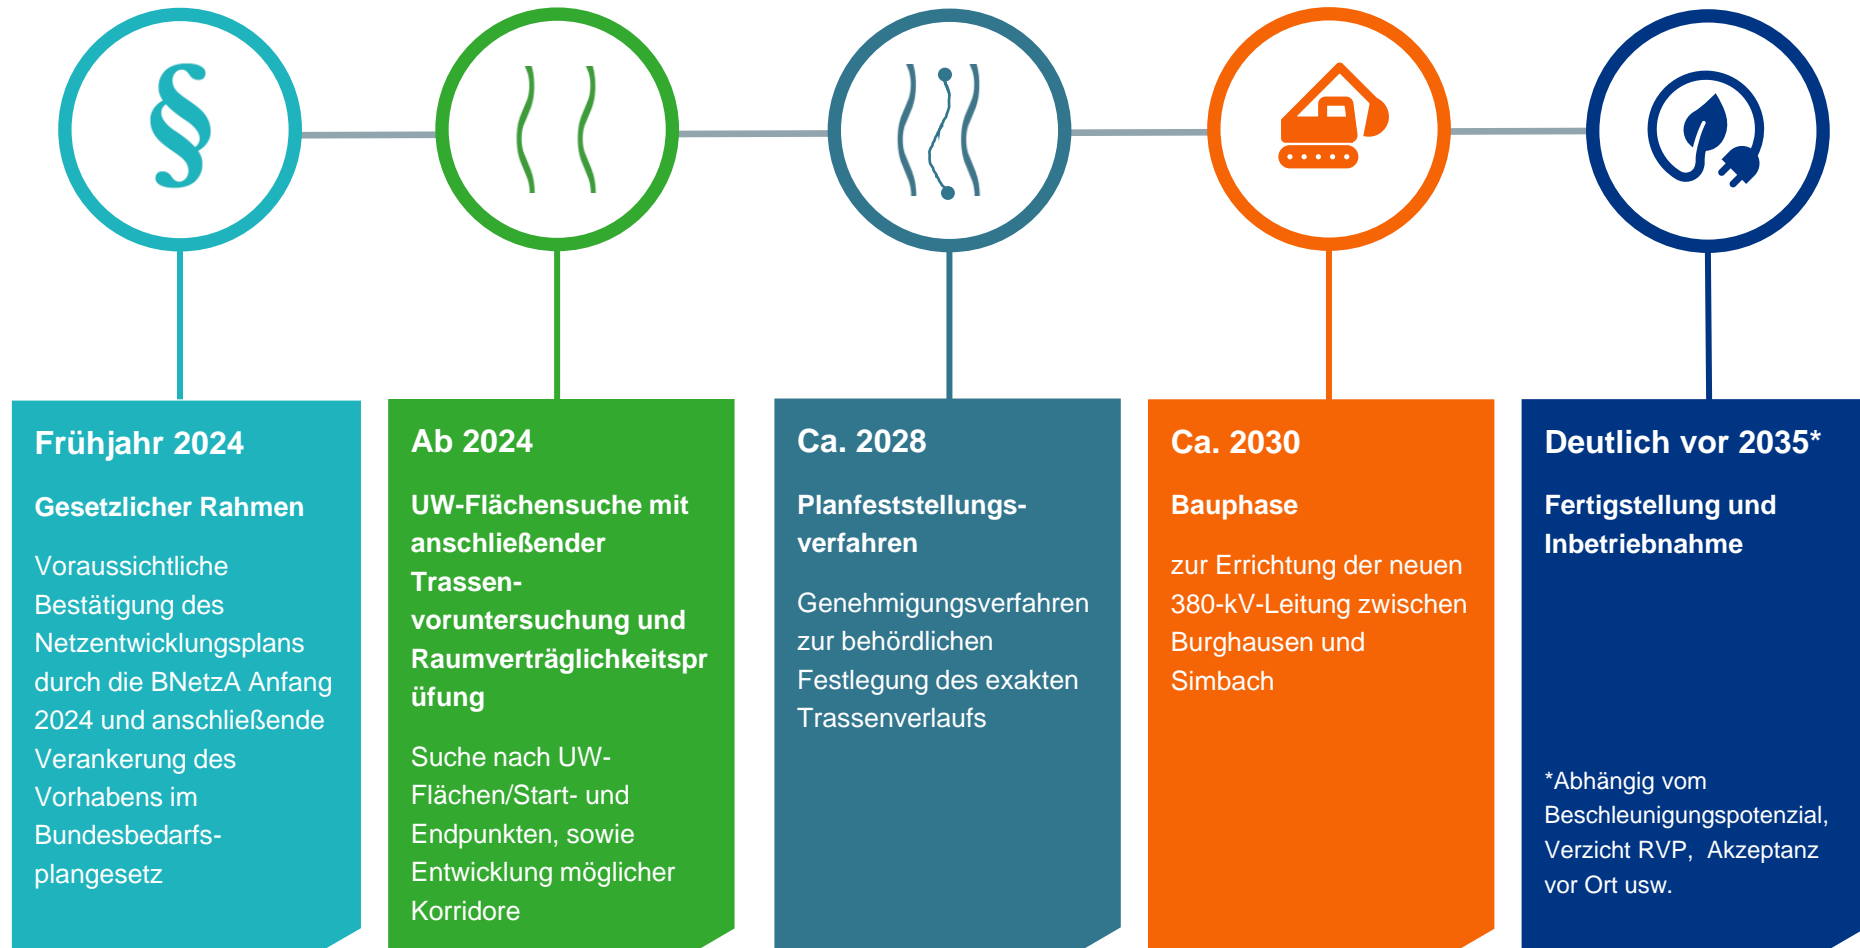 §
Frühjahr 2024
Gesetzlicher Rahmen
Voraussichtliche
Bestätigung des
Netzentwicklungsplans
durch die BNetzA Anfang
2024 und anschließende
Verankerung des
Vorhabens im
Bundesbedarfs-
plangesetz
Ab 2024
UW-Flächensuche mit
anschließender
Trassen-
voruntersuchung und
Raumverträglichkeitspr
üfung
Suche nach UW-
Flächen/Start- und
Endpunkten, sowie
Entwicklung möglicher
Korridore
Ca. 2028
Planfeststellungs-
verfahren
Genehmigungsverfahren
zur behördlichen
Festlegung des exakten
Trassenverlaufs
Ca. 2030
Bauphase
zur Errichtung der neuen
380-kV-Leitung zwischen
Burghausen und
Simbach
Deutlich vor 2035*
Fertigstellung und
Inbetriebnahme
*Abhängig vom
Beschleunigungspotenzial,
Verzicht RVP, Akzeptanz
vor Ort usw.